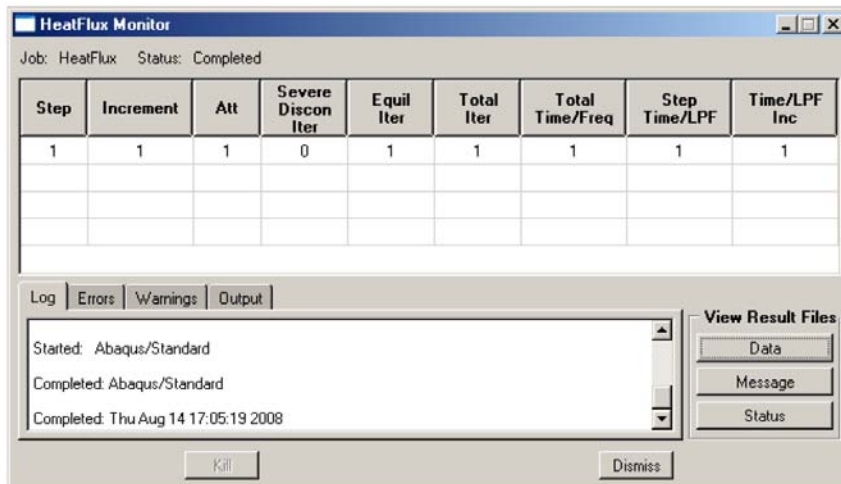 HeatFlux Monitor
Job: HeatFlux Status: Completed
Step Increment Att Severe Discon Iter Equil Iter Total Iter Total Time/Freq Step Time/LPF Time/LPF Inc
1 1 1 0 1 1 1 1 1
Log Errors Warnings Output
Started: Abaqus/Standard
Completed: Abaqus/Standard
Completed: Thu Aug 14 17:05:19 2008
View Result Files
Data
Message
Status
Kill Dismiss